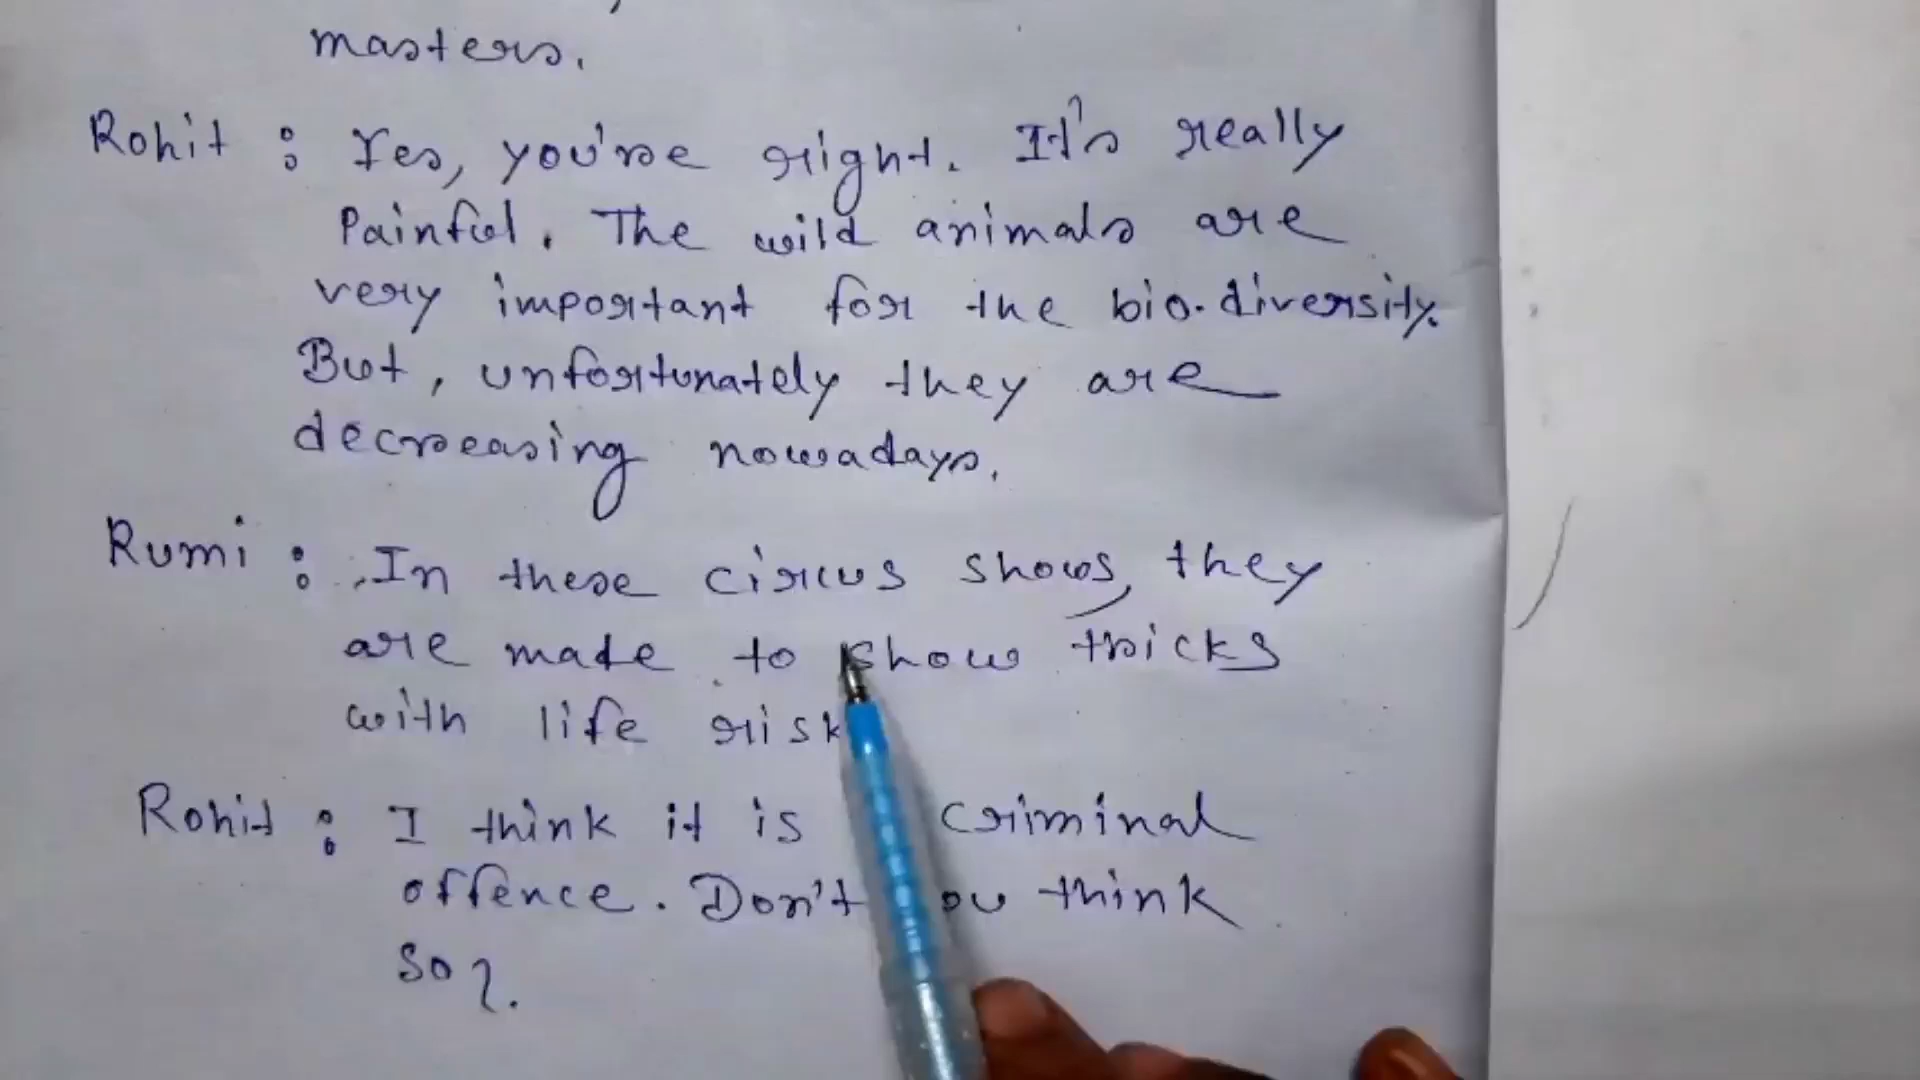 masters.
Rohit : Yes, you're right. It's really
Painful. The wild animals are
very important for the bio-diversity.
But, unfortunately they are
decreasing nowadays.
Rumi : In these circus shows, they
are made to show tricks
with life risk
Rohit : I think it is criminal
offence. Don't think
so?